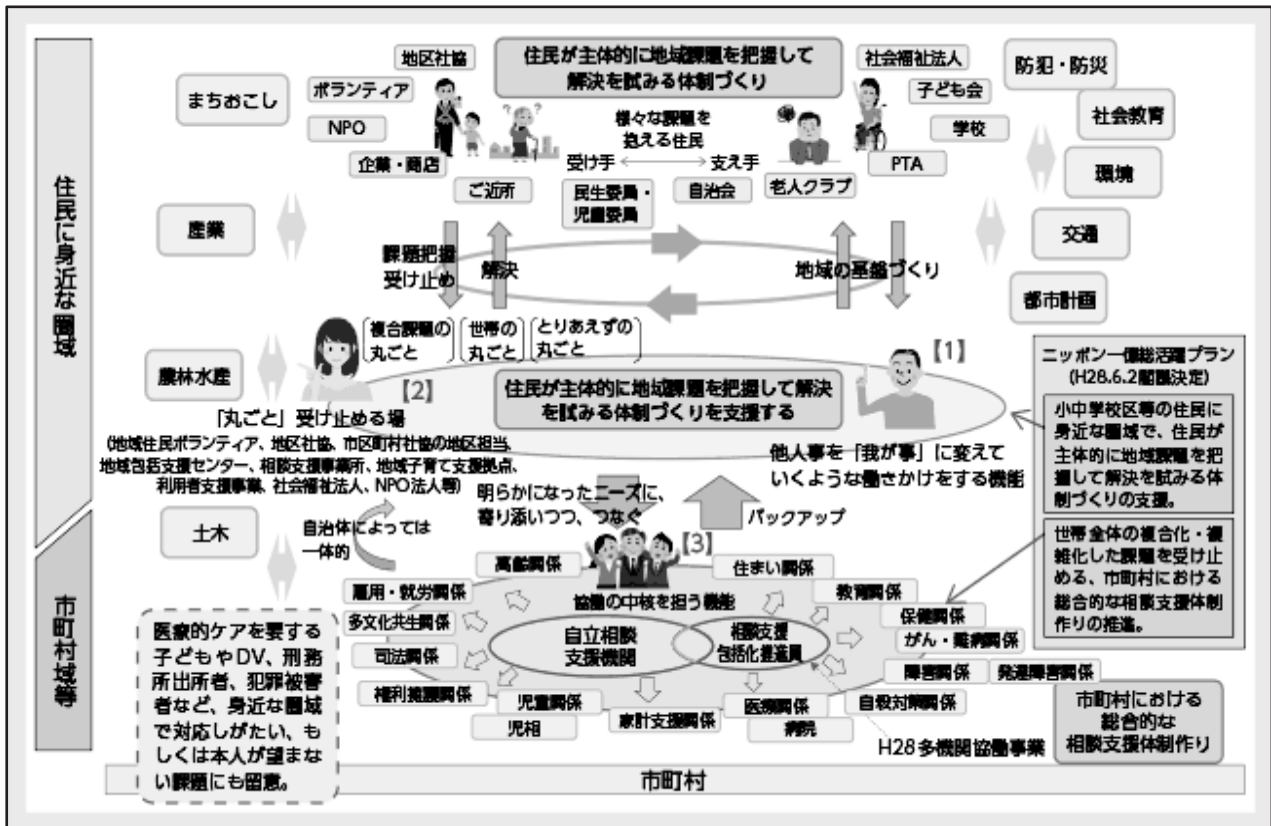 住民に身近な圏域
市町村域等
まちおこし
産業
農林水産
土木
地区社協
ボランティア
NPO
企業・商店
ご近所
住民が主体的に地域課題を把握して
解決を試みる体制づくり
様々な課題を
抱える住民
受け手
支え手
民生委員・
児童委員
自治会
老人クラブ
社会福祉法人
子ども会
学校
PTA
防犯・防災
社会教育
環境
交通
都市計画
課題把握
受け止め
解決
地域の基盤づくり
複合課題の
丸ごと
世帯の
丸ごと
とりあえずの
丸ごと
【1】
【2】
住民が主体的に地域課題を把握して解決
を試みる体制づくりを支援する
「丸ごと」受け止める場
(地域住民ボランティア、地区社協、市区町村社協の地区担当、
地域包括支援センター、相談支援事業所、地域子育て支援拠点、
利用者支援事業、社会福祉法人、NPO法人等)
他人事を「我が事」に変えて
いくような働きかけをする機能
ニッポン一億総活躍プラン
(H28.6.2閣議決定)
小中学校区等の住民に
身近な圏域で、住民が
主体的に地域課題を把
握して解決を試みる体
制づくりの支援。
世帯全体の複合化・複
雑化した課題を受け止
める、市町村における
総合的な相談支援体制
作りの推進。
明らかになったニーズに、
寄り添いつつ、つなぐ
バックアップ
自治体によっては
一体的
【3】
協働の中核を担う機能
自立相談
支援機関
相談支援
包括化推進員
高齢関係
雇用・就労関係
多文化共生関係
司法関係
権利擁護関係
児童関係
児相
家計支援関係
医療関係
病院
住まい関係
教育関係
保健関係
がん・難病関係
障害関係
発達障害関係
自殺対策関係
H28多機関協働事業
市町村における
総合的な
相談支援体制作り
医療的ケアを要する
子どもやDV、刑務
所出所者、犯罪被害
者など、身近な圏域
で対応しがたい、も
しくは本人が望まな
い課題にも留意。
市町村